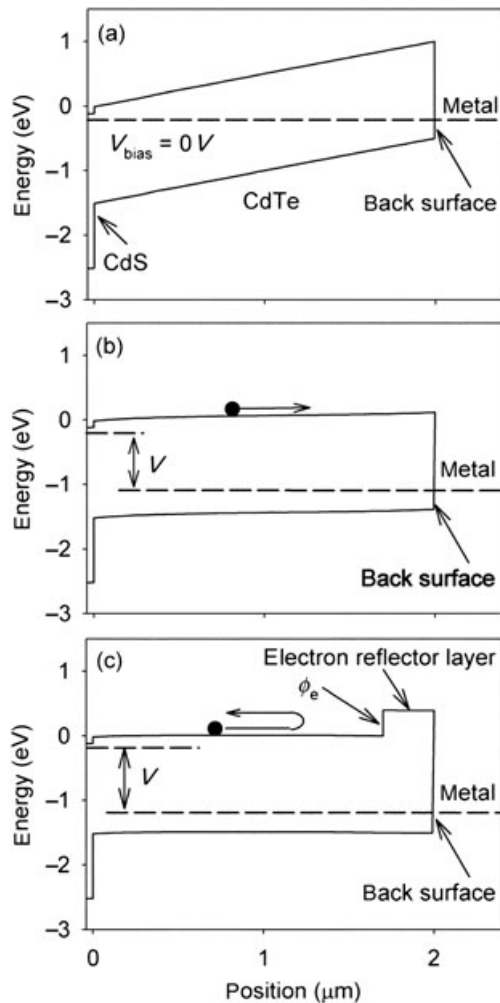 (a)
1
0
–1
–2
–3
Energy (eV)
Metal
V_bias = 0 V
CdTe
Back surface
CdS
(b)
1
0
–1
–2
–3
Energy (eV)
V
Metal
Back surface
(c)
1
0
–1
–2
–3
Energy (eV)
Electron reflector layer
ϕe
V
Metal
Back surface
0
1
2
Position (μm)